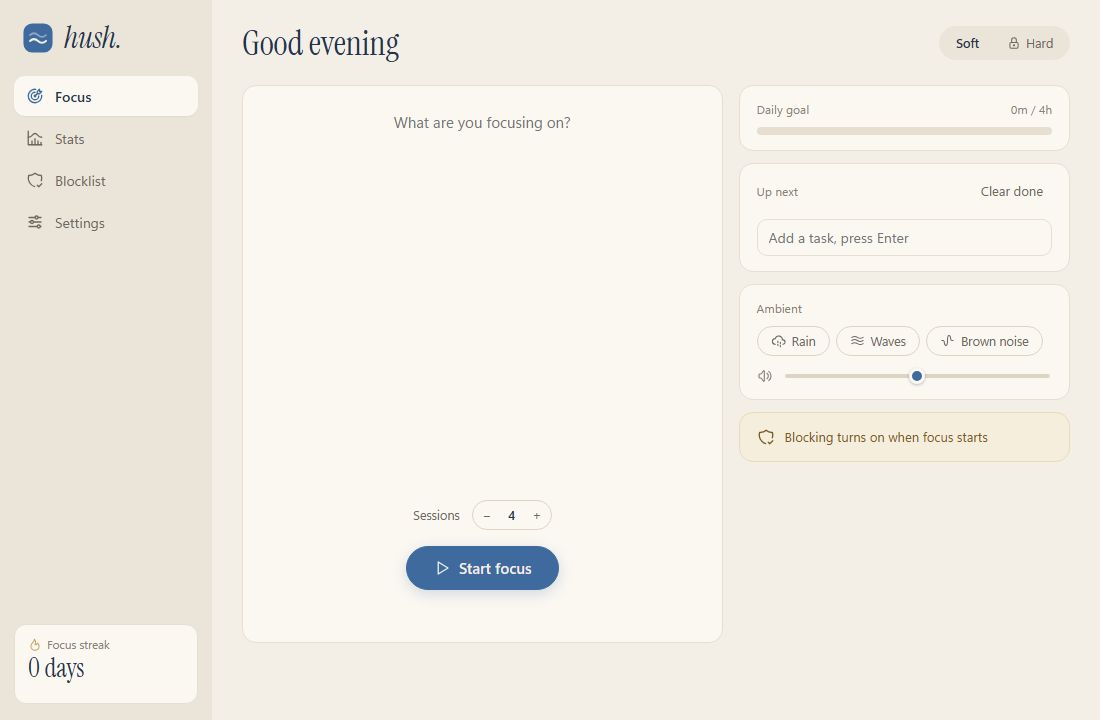 hush.
Focus
Stats
Blocklist
Settings
Focus streak
0 days
Good evening
Soft
Hard
What are you focusing on?
Sessions
− 4 +
Start focus
Daily goal
0m / 4h
Up next
Clear done
Add a task, press Enter
Ambient
Rain
Waves
Brown noise
Blocking turns on when focus starts